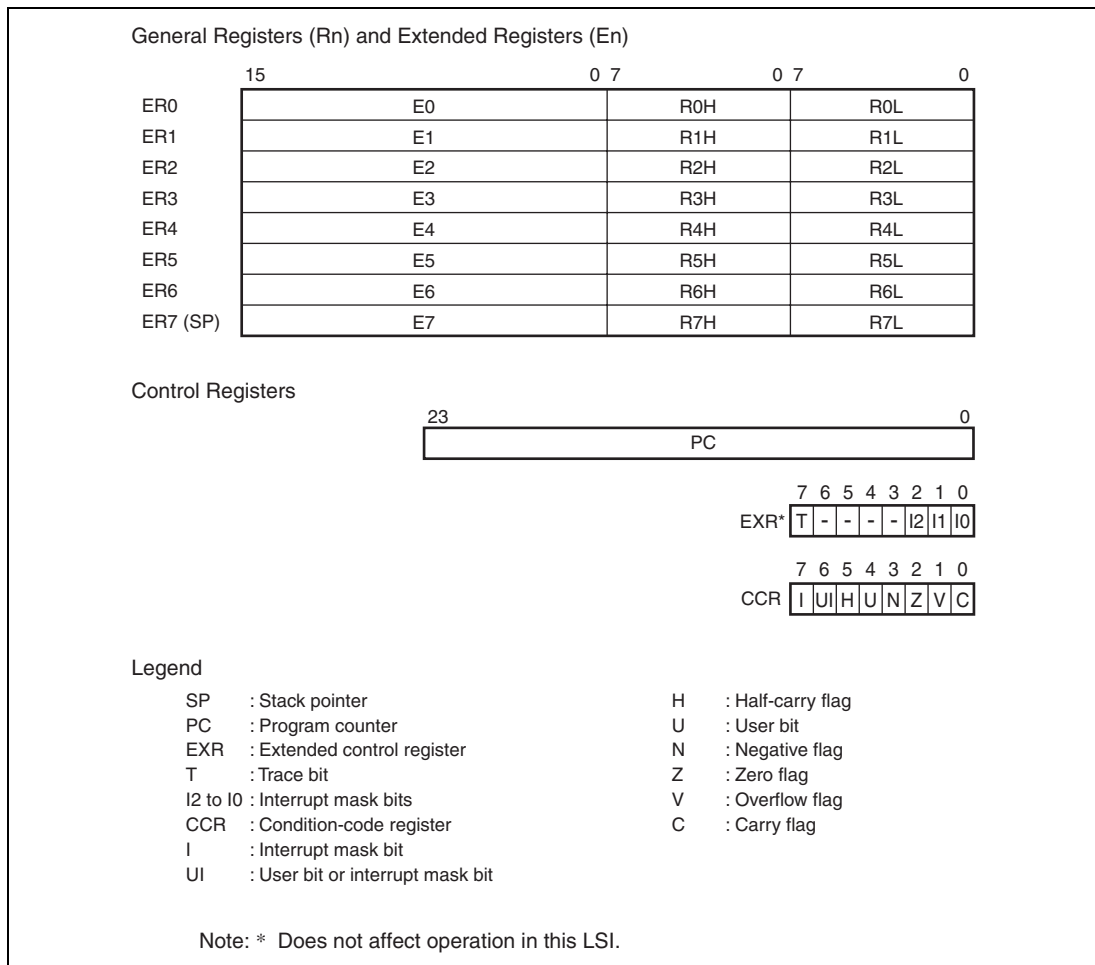 General Registers (Rn) and Extended Registers (En)
15 0 7 0 7 0
ER0 E0 R0H R0L
ER1 E1 R1H R1L
ER2 E2 R2H R2L
ER3 E3 R3H R3L
ER4 E4 R4H R4L
ER5 E5 R5H R5L
ER6 E6 R6H R6L
ER7 (SP) E7 R7H R7L
Control Registers
23 0
PC
7 6 5 4 3 2 1 0
EXR* T - - - - I2 I1 I0
7 6 5 4 3 2 1 0
CCR I UI H U N Z V C
Legend
SP : Stack pointer H : Half-carry flag
PC : Program counter U : User bit
EXR : Extended control register N : Negative flag
T : Trace bit Z : Zero flag
I2 to I0 : Interrupt mask bits V : Overflow flag
CCR : Condition-code register C : Carry flag
I : Interrupt mask bit
UI : User bit or interrupt mask bit
Note: * Does not affect operation in this LSI.